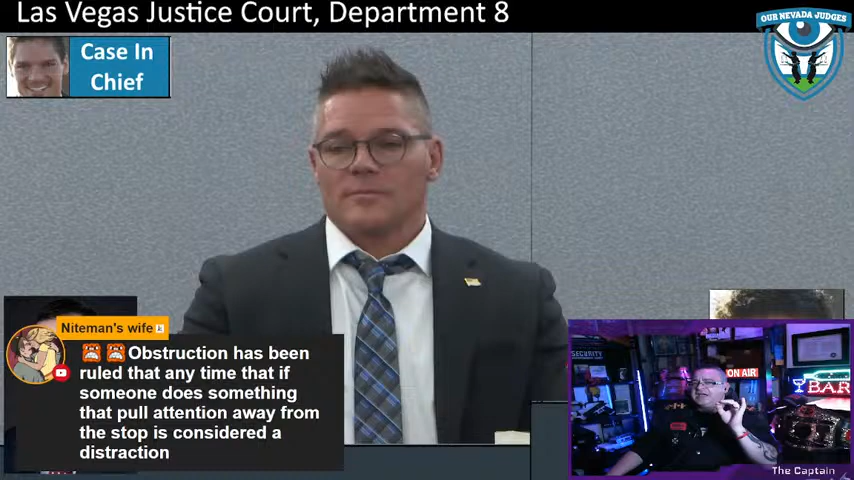 Las Vegas Justice Court, Department 8
OUR NEVADA JUDGES
Case In
Chief
Niteman's wife
Obstruction has been
ruled that any time that if
someone does something
that pull attention away from
the stop is considered a
distraction
SECURITY
ON AIR
BAR
The Captain